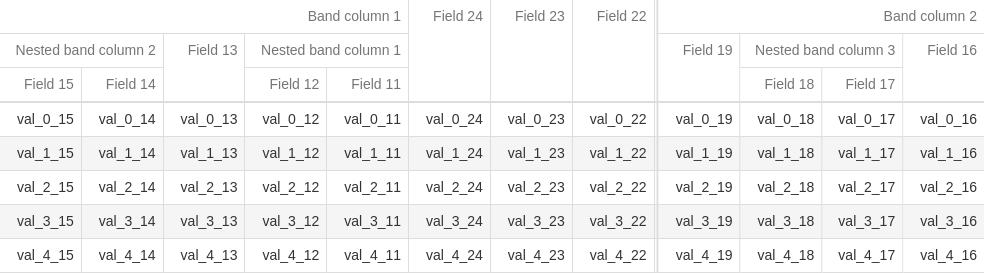 Band column 1 Field 24 Field 23 Field 22 Band column 2
Nested band column 2 Field 13 Nested band column 1 Field 19 Nested band column 3 Field 16
Field 15 Field 14 Field 12 Field 11 Field 18 Field 17
val_0_15 val_0_14 val_0_13 val_0_12 val_0_11 val_0_24 val_0_23 val_0_22 val_0_19 val_0_18 val_0_17 val_0_16
val_1_15 val_1_14 val_1_13 val_1_12 val_1_11 val_1_24 val_1_23 val_1_22 val_1_19 val_1_18 val_1_17 val_1_16
val_2_15 val_2_14 val_2_13 val_2_12 val_2_11 val_2_24 val_2_23 val_2_22 val_2_19 val_2_18 val_2_17 val_2_16
val_3_15 val_3_14 val_3_13 val_3_12 val_3_11 val_3_24 val_3_23 val_3_22 val_3_19 val_3_18 val_3_17 val_3_16
val_4_15 val_4_14 val_4_13 val_4_12 val_4_11 val_4_24 val_4_23 val_4_22 val_4_19 val_4_18 val_4_17 val_4_16